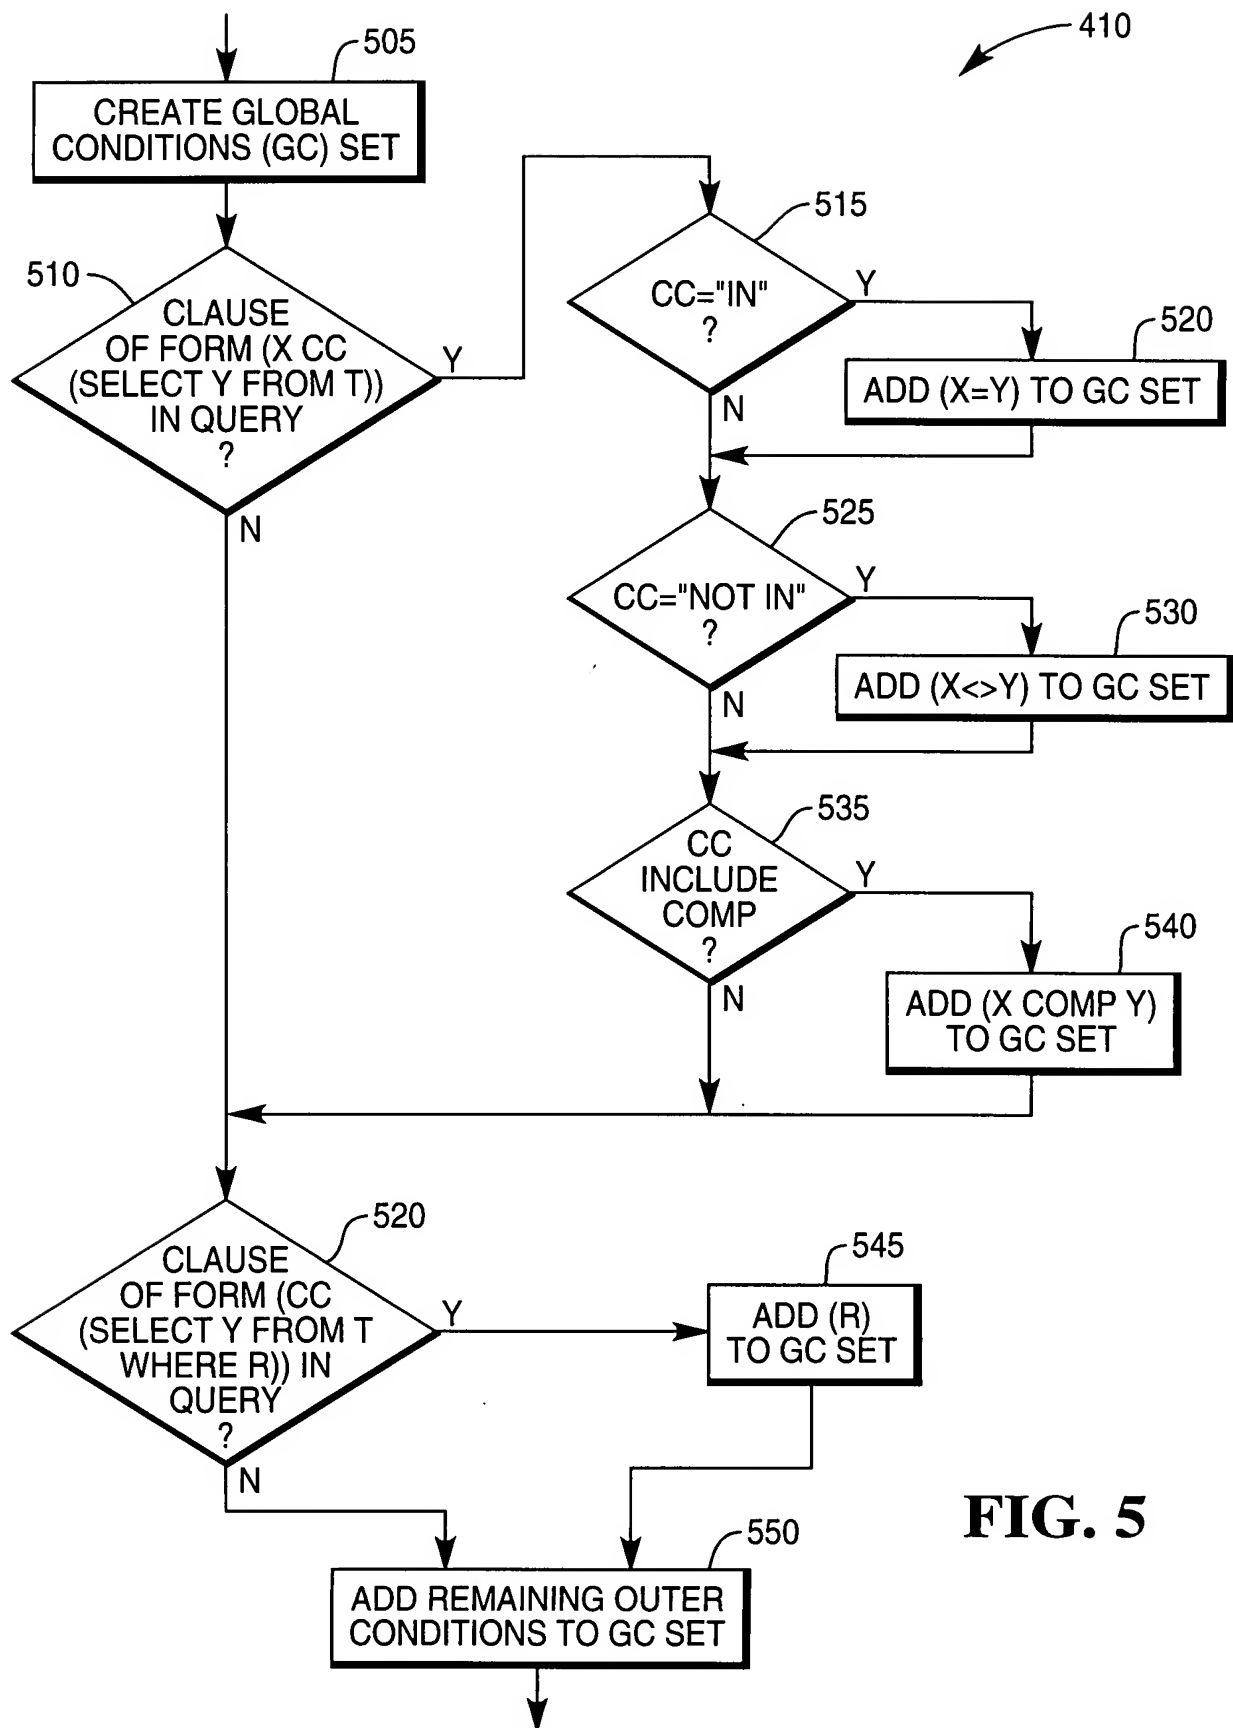 410
505
CREATE GLOBAL
CONDITIONS (GC) SET
510
CLAUSE
OF FORM (X CC
(SELECT Y FROM T))
IN QUERY
?
Y
N
515
CC="IN"
?
Y
N
520
ADD (X=Y) TO GC SET
525
CC="NOT IN"
?
Y
N
530
ADD (X<>Y) TO GC SET
535
CC
INCLUDE
COMP
?
Y
N
540
ADD (X COMP Y)
TO GC SET
520
CLAUSE
OF FORM (CC
(SELECT Y FROM T
WHERE R)) IN
QUERY
?
Y
N
545
ADD (R)
TO GC SET
550
ADD REMAINING OUTER
CONDITIONS TO GC SET
FIG. 5